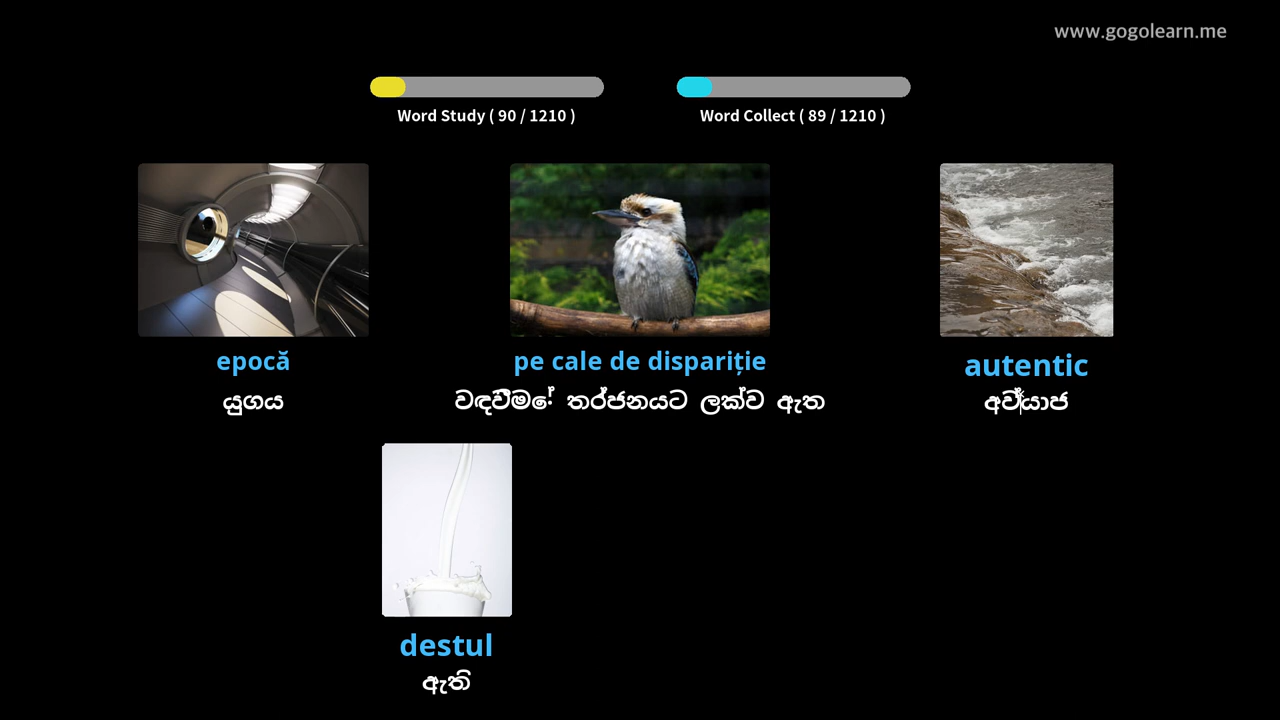 www.gogolearn.me
Word Study ( 90 / 1210 )
Word Collect ( 89 / 1210 )
epocă
pe cale de dispariție
autentic
යුගය
වඳවීමේ තර්ජනයට ලක්ව ඇත
අව්යාජ
destul
ඇති